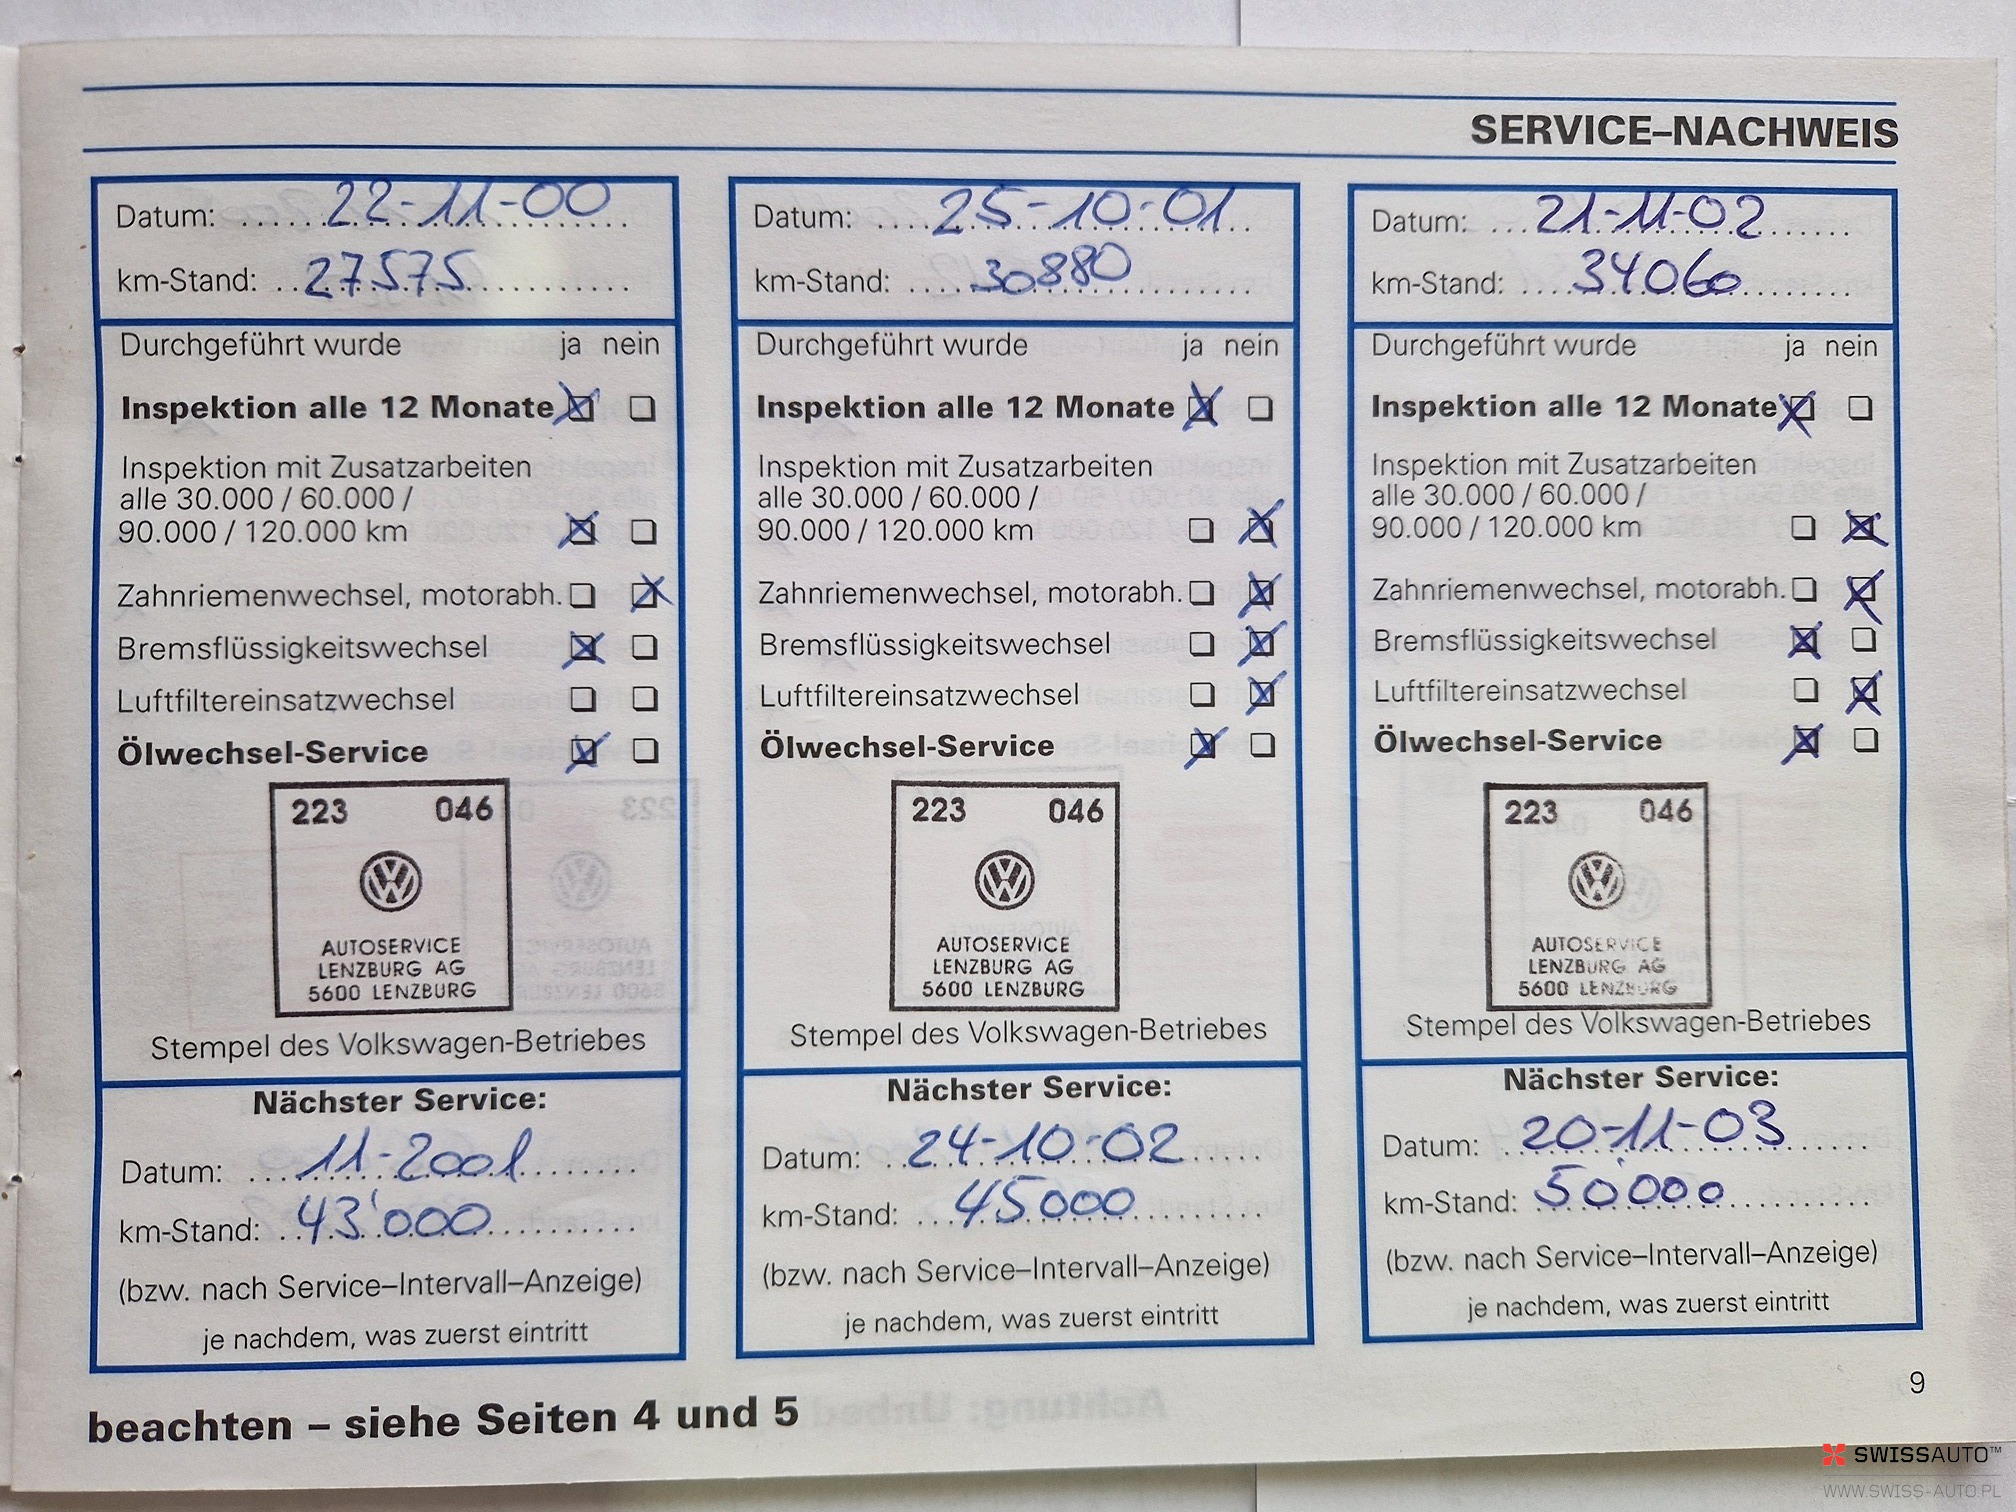 SERVICE–NACHWEIS
Datum: 22-11-00
km-Stand: 27575
Durchgeführt wurde ja nein
Inspektion alle 12 Monate
Inspektion mit Zusatzarbeiten
alle 30.000 / 60.000 /
90.000 / 120.000 km
Zahnriemenwechsel, motorabh.
Bremsflüssigkeitswechsel
Luftfiltereinsatzwechsel
Ölwechsel-Service
223 046
AUTOSERVICE
LENZBURG AG
5600 LENZBURG
Stempel des Volkswagen-Betriebes
Nächster Service:
Datum: 11-2001
km-Stand: 43'000
(bzw. nach Service–Intervall–Anzeige)
je nachdem, was zuerst eintritt
Datum: 25-10-01
km-Stand: 30880
Durchgeführt wurde ja nein
Inspektion alle 12 Monate
Inspektion mit Zusatzarbeiten
alle 30.000 / 60.000 /
90.000 / 120.000 km
Zahnriemenwechsel, motorabh.
Bremsflüssigkeitswechsel
Luftfiltereinsatzwechsel
Ölwechsel-Service
223 046
AUTOSERVICE
LENZBURG AG
5600 LENZBURG
Stempel des Volkswagen-Betriebes
Nächster Service:
Datum: 24-10-02
km-Stand: 45000
(bzw. nach Service–Intervall–Anzeige)
je nachdem, was zuerst eintritt
Datum: 21-11-02
km-Stand: 34060
Durchgeführt wurde ja nein
Inspektion alle 12 Monate
Inspektion mit Zusatzarbeiten
alle 30.000 / 60.000 /
90.000 / 120.000 km
Zahnriemenwechsel, motorabh.
Bremsflüssigkeitswechsel
Luftfiltereinsatzwechsel
Ölwechsel-Service
223 046
AUTOSERVICE
LENZBURG AG
5600 LENZBURG
Stempel des Volkswagen-Betriebes
Nächster Service:
Datum: 20-11-03
km-Stand: 50'000
(bzw. nach Service–Intervall–Anzeige)
je nachdem, was zuerst eintritt
9
beachten – siehe Seiten 4 und 5
SWISSAUTO™
WWW.SWISS-AUTO.PL